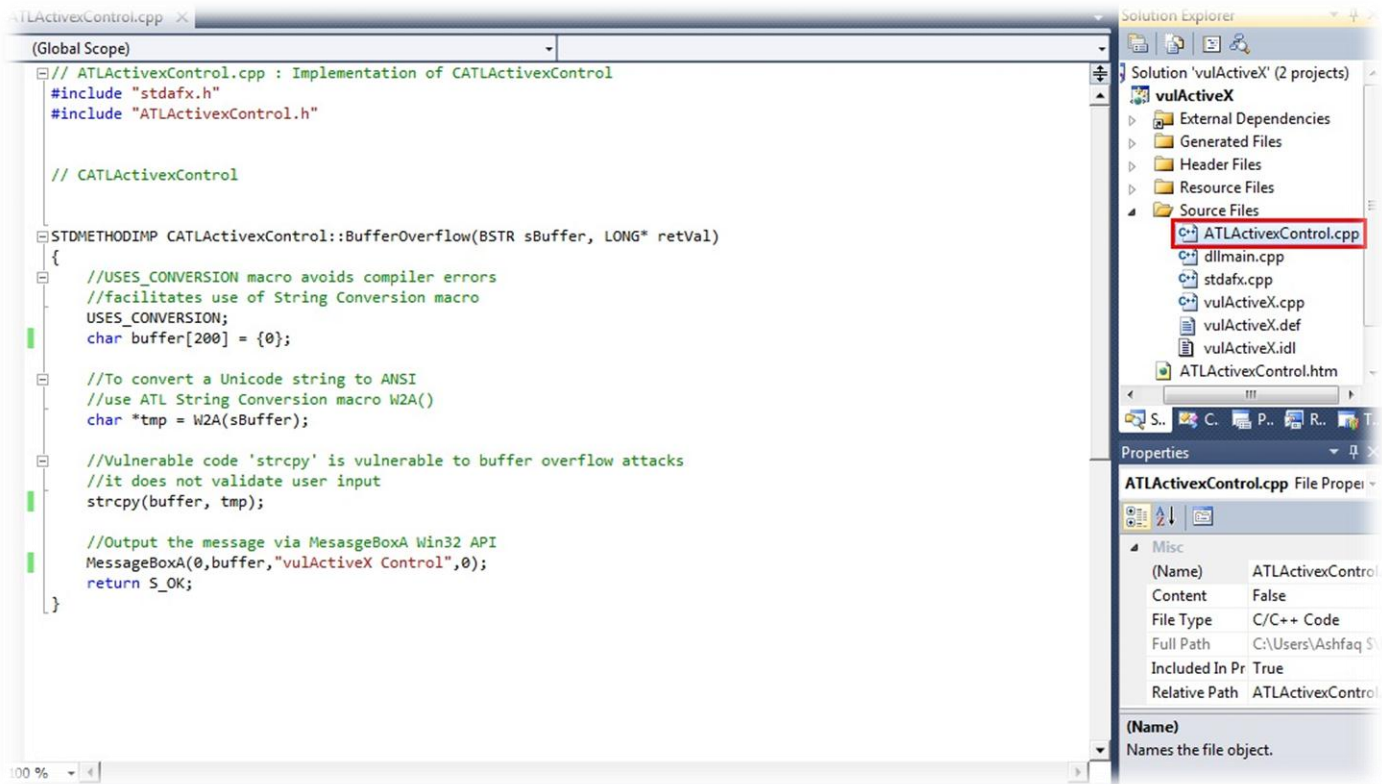 ATLActivexControl.cpp
(Global Scope)
// ATLActivexControl.cpp : Implementation of CATLActivexControl
#include "stdafx.h"
#include "ATLActivexControl.h"
// CATLActivexControl
STDMETHODIMP CATLActivexControl::BufferOverflow(BSTR sBuffer, LONG* retVal)
{
//USES_CONVERSION macro avoids compiler errors
//facilitates use of String Conversion macro
USES_CONVERSION;
char buffer[200] = {0};
//To convert a Unicode string to ANSI
//use ATL String Conversion macro W2A()
char *tmp = W2A(sBuffer);
//Vulnerable code 'strcpy' is vulnerable to buffer overflow attacks
//it does not validate user input
strcpy(buffer, tmp);
//Output the message via MesasgeBoxA Win32 API
MessageBoxA(0,buffer,"vulActiveX Control",0);
return S_OK;
}
100 %
Solution Explorer
Solution 'vulActiveX' (2 projects)
vulActiveX
External Dependencies
Generated Files
Header Files
Resource Files
Source Files
ATLActivexControl.cpp
dllmain.cpp
stdafx.cpp
vulActiveX.cpp
vulActiveX.def
vulActiveX.idl
ATLActivexControl.htm
S.. C. P.. R.. T..
Properties
ATLActivexControl.cpp File Proper
Misc
(Name) ATLActivexControl
Content False
File Type C/C++ Code
Full Path C:\Users\Ashfaq S\
Included In Pr True
Relative Path ATLActivexControl
(Name)
Names the file object.